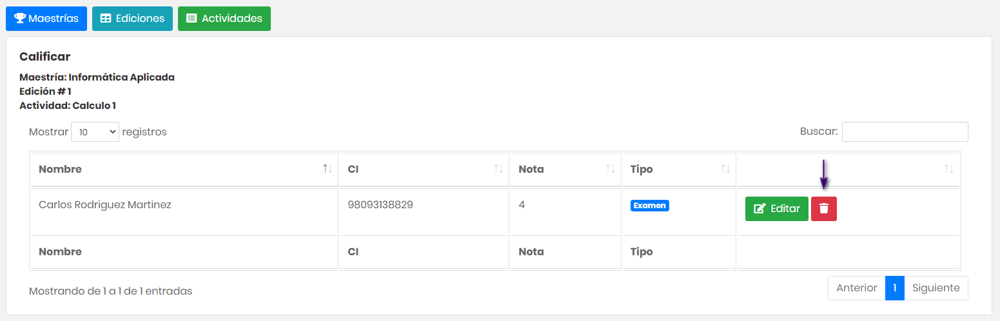 Maestrías Ediciones Actividades
Calificar
Maestría: Informática Aplicada
Edición # 1
Actividad: Calculo 1
Mostrar 10 registros Buscar:
Nombre CI Nota Tipo
Carlos Rodriguez Martinez 98093138829 4 Examen Editar
Nombre CI Nota Tipo
Mostrando de 1 a 1 de 1 entradas Anterior 1 Siguiente